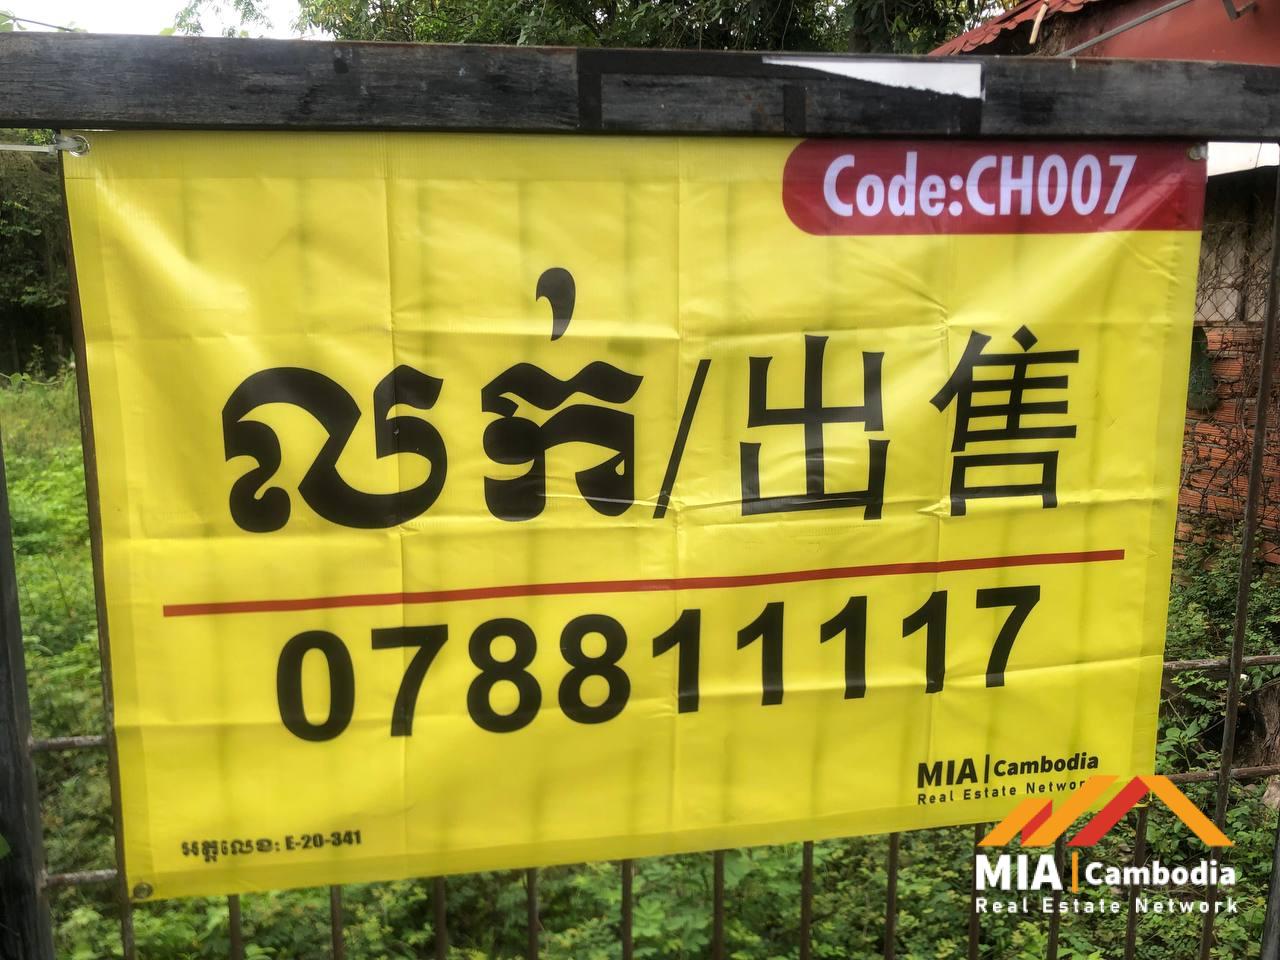 Code:CH007
លក់/出售
078811117
MIA|Cambodia
Real Estate Network
អត្តលេខ: E-20-341
MIA|Cambodia
Real Estate Network